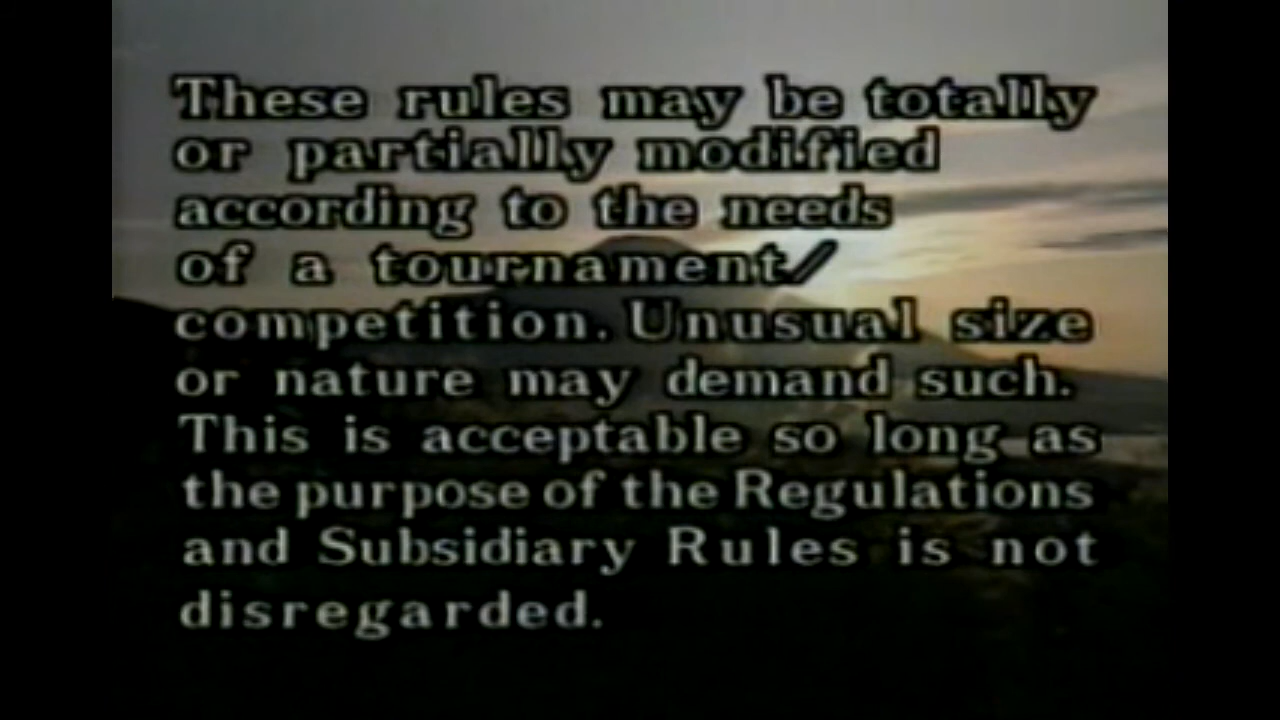 These rules may be totally
or partially modified
according to the needs
of a tournament/
competition. Unusual size
or nature may demand such.
This is acceptable so long as
the purpose of the Regulations
and Subsidiary Rules is not
disregarded.